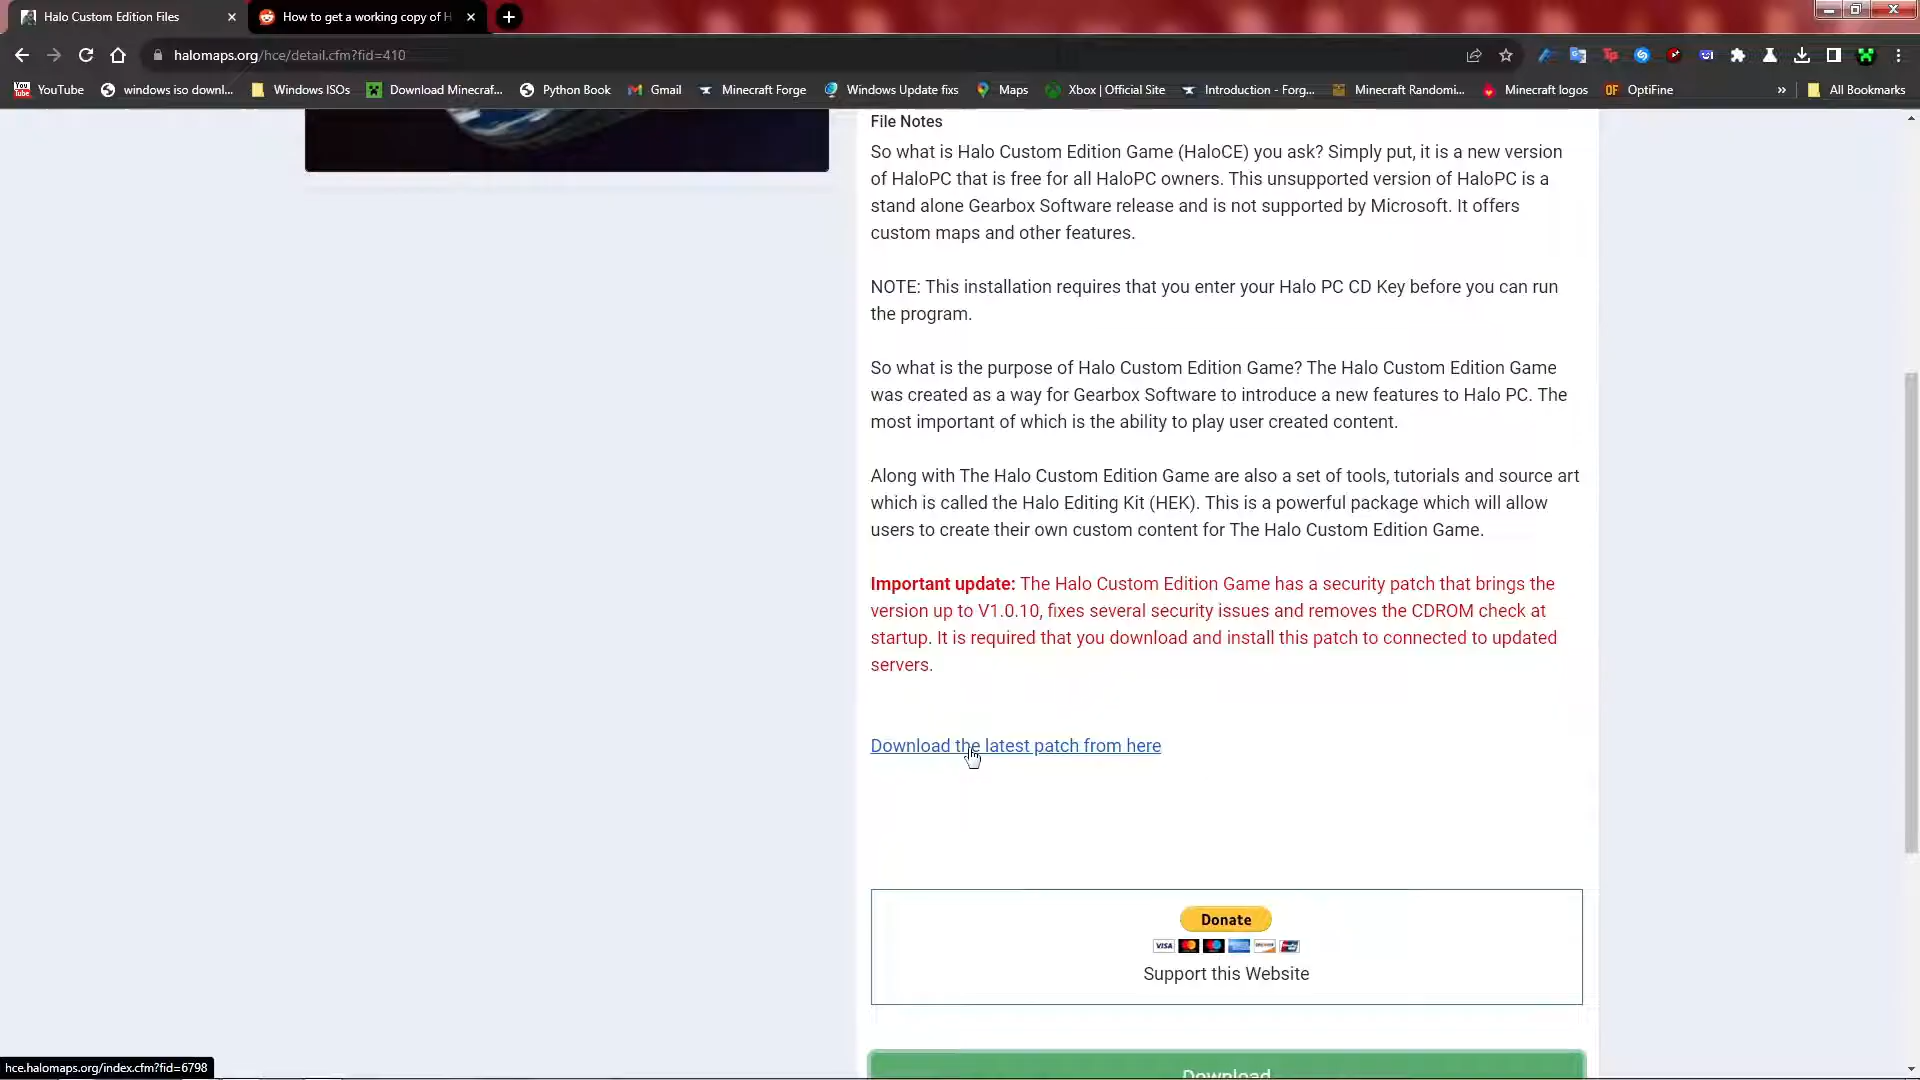 Halo Custom Edition Files
How to get a working copy of H
halomaps.org/hce/detail.cfm?fid=410
YouTube
windows iso downl...
Windows ISOs
Download Minecraf...
Python Book
Gmail
Minecraft Forge
Windows Update fixs
Maps
Xbox | Official Site
Introduction - Forg...
Minecraft Randomi...
Minecraft logos
OF OptiFine
»
All Bookmarks
File Notes
So what is Halo Custom Edition Game (HaloCE) you ask? Simply put, it is a new version
of HaloPC that is free for all HaloPC owners. This unsupported version of HaloPC is a
stand alone Gearbox Software release and is not supported by Microsoft. It offers
custom maps and other features.
NOTE: This installation requires that you enter your Halo PC CD Key before you can run
the program.
So what is the purpose of Halo Custom Edition Game? The Halo Custom Edition Game
was created as a way for Gearbox Software to introduce a new features to Halo PC. The
most important of which is the ability to play user created content.
Along with The Halo Custom Edition Game are also a set of tools, tutorials and source art
which is called the Halo Editing Kit (HEK). This is a powerful package which will allow
users to create their own custom content for The Halo Custom Edition Game.
Important update: The Halo Custom Edition Game has a security patch that brings the
version up to V1.0.10, fixes several security issues and removes the CDROM check at
startup. It is required that you download and install this patch to connected to updated
servers.
Download the latest patch from here
Donate
VISA
Support this Website
Download
hce.halomaps.org/index.cfm?fid=6798